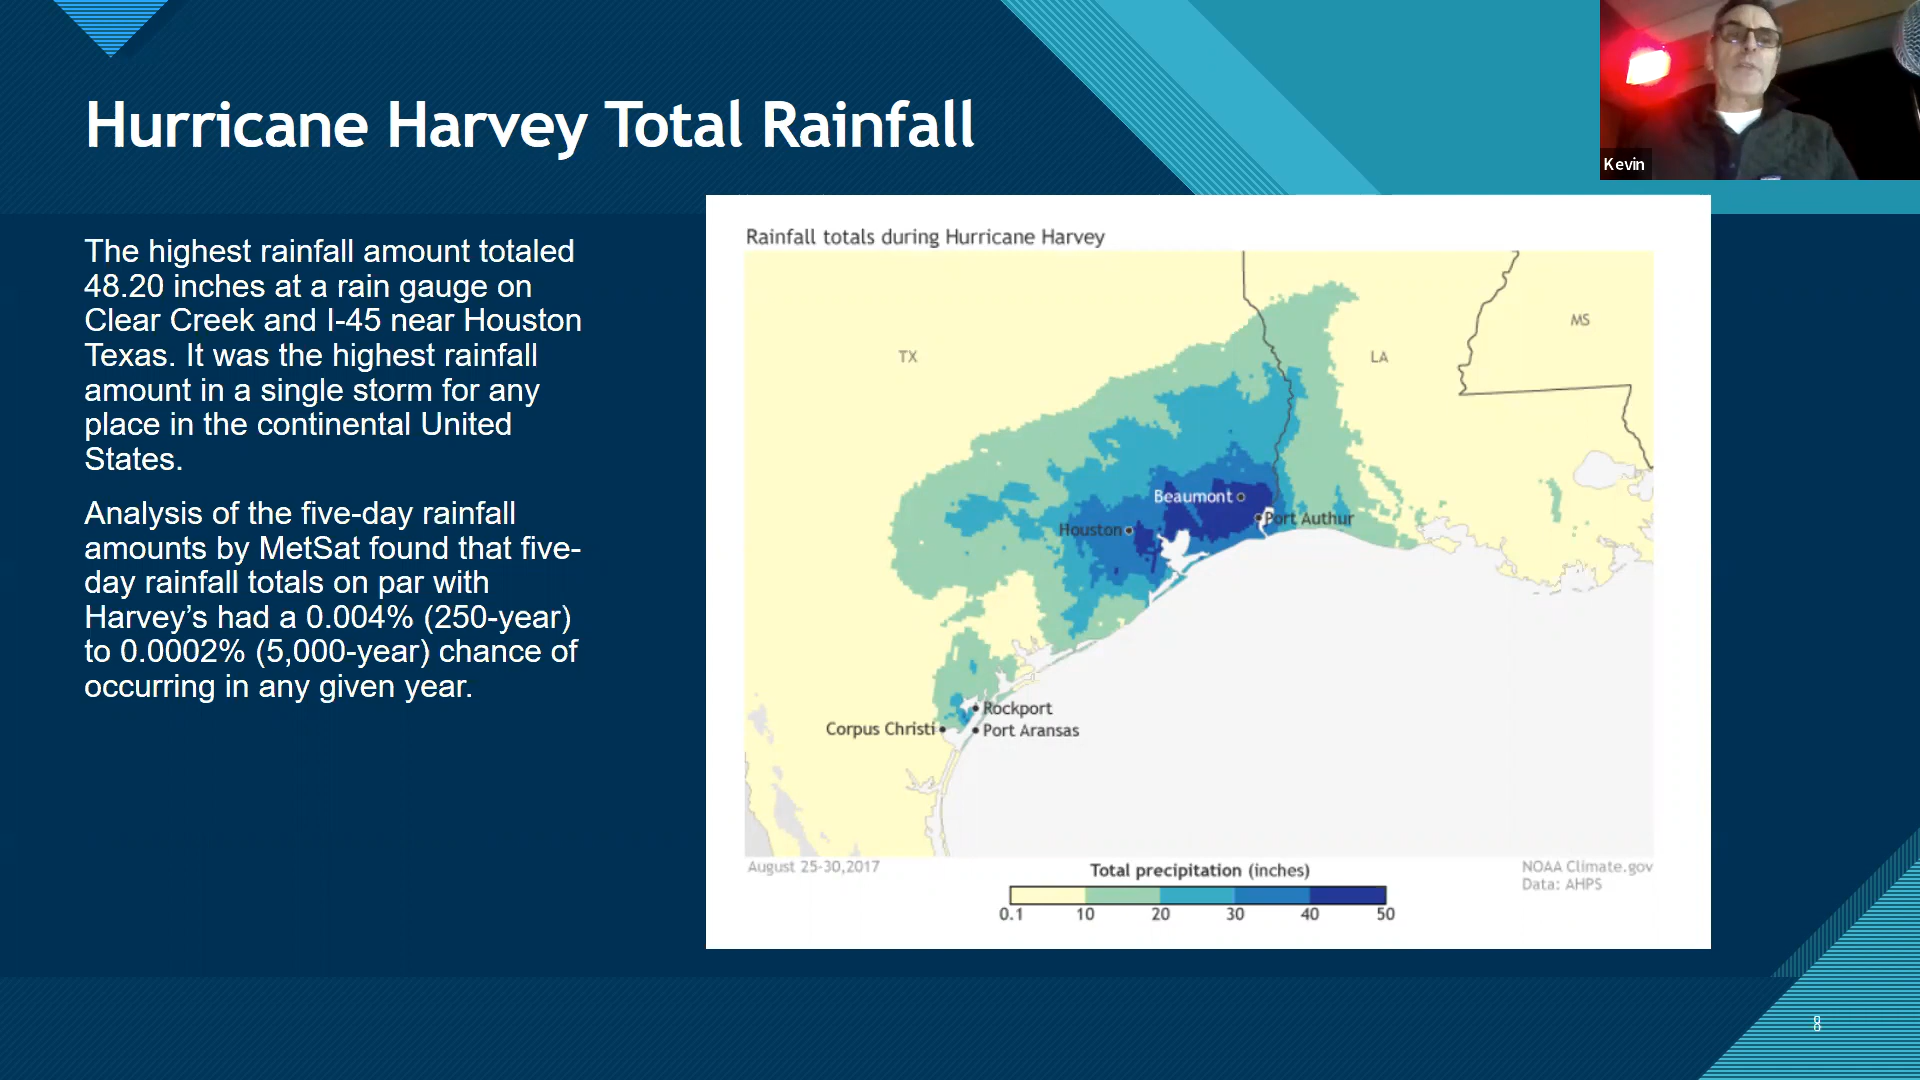 Hurricane Harvey Total Rainfall
Kevin
The highest rainfall amount totaled
48.20 inches at a rain gauge on
Clear Creek and I-45 near Houston
Texas. It was the highest rainfall
amount in a single storm for any
place in the continental United
States.
Analysis of the five-day rainfall
amounts by MetSat found that five-
day rainfall totals on par with
Harvey’s had a 0.004% (250-year)
to 0.0002% (5,000-year) chance of
occurring in any given year.
Rainfall totals during Hurricane Harvey
MS
TX
LA
Beaumont
Port Authur
Houston
Rockport
Corpus Christi
Port Aransas
August 25-30,2017
Total precipitation (inches)
NOAA Climate.gov
Data: AHPS
0.1 10 20 30 40 50
8